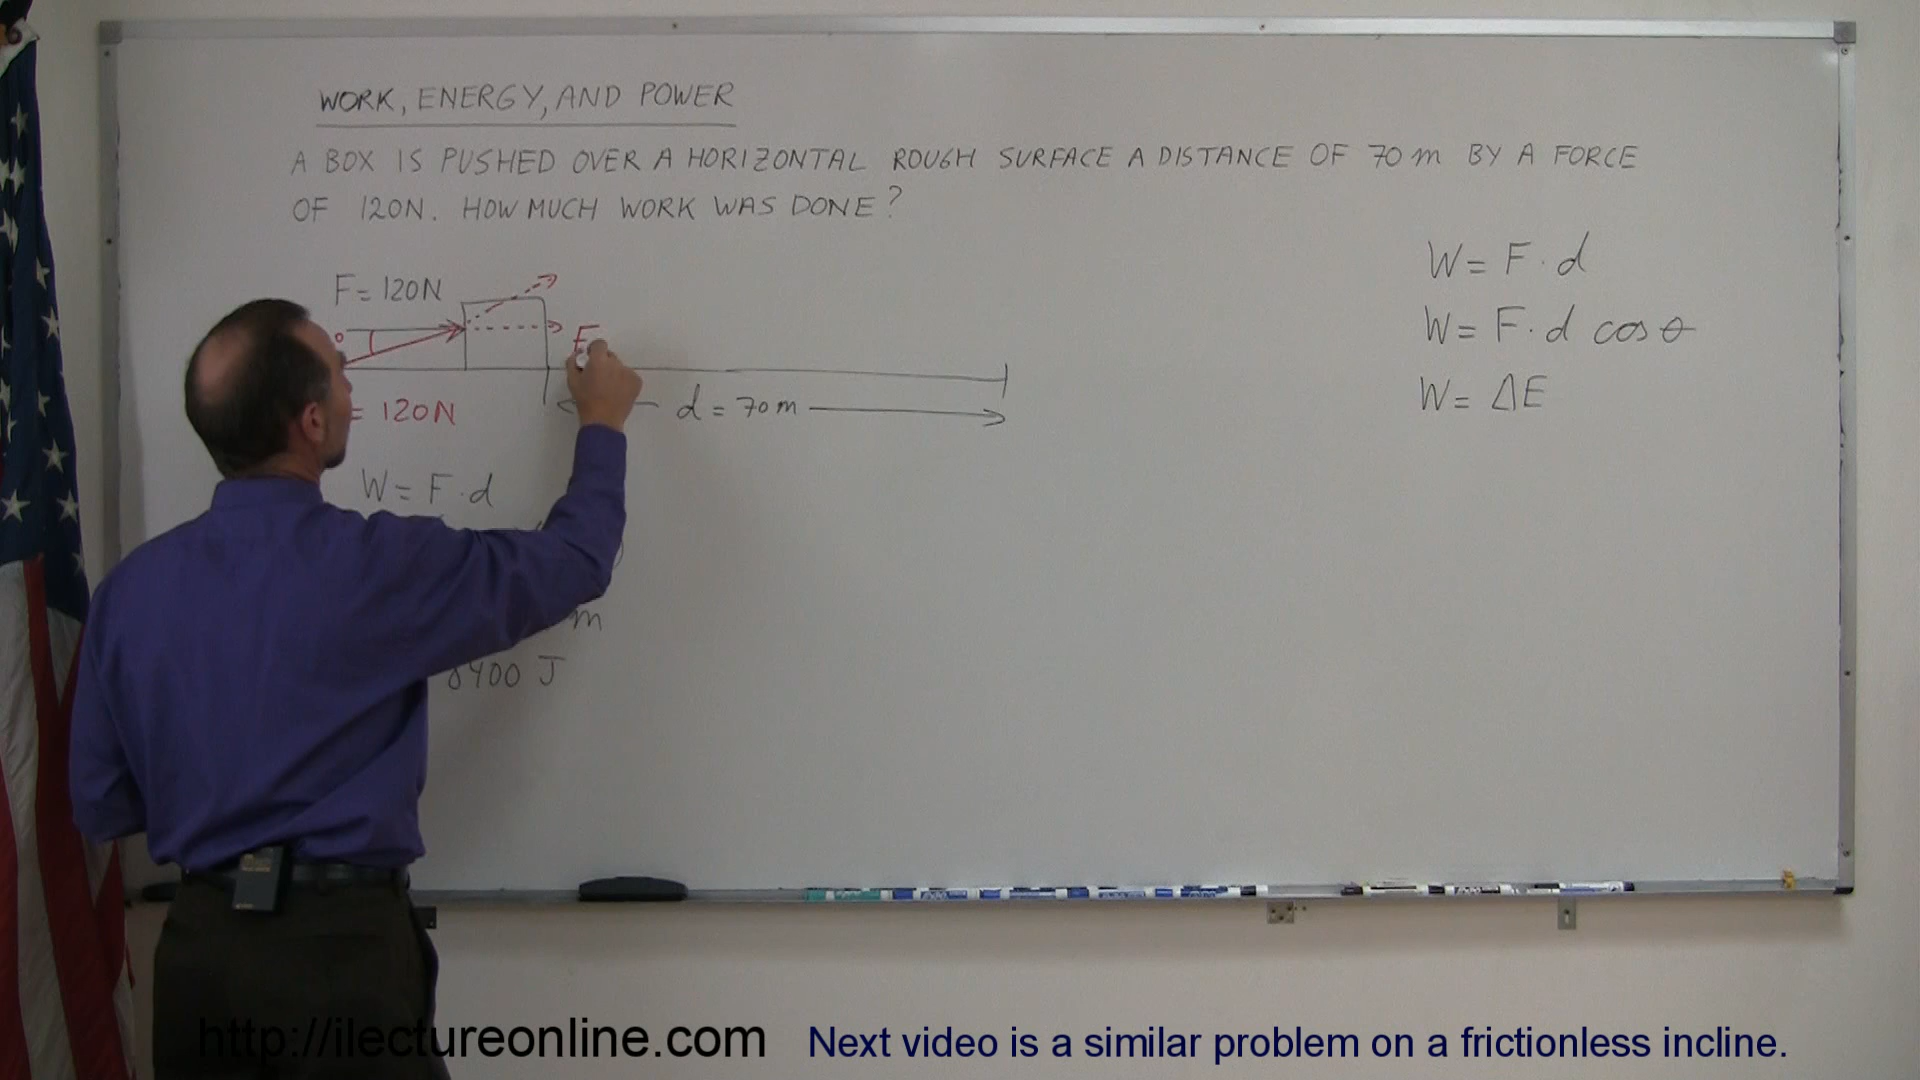 WORK, ENERGY, AND POWER
A BOX IS PUSHED OVER A HORIZONTAL ROUGH SURFACE A DISTANCE OF 70 m BY A FORCE
OF 120N. HOW MUCH WORK WAS DONE?
W = F · d
W = F · d cos θ
W = ΔE
F = 120N
F
= 120N
d = 70 m
W = F · d
m
8400 J
http://ilectureonline.com
Next video is a similar problem on a frictionless incline.